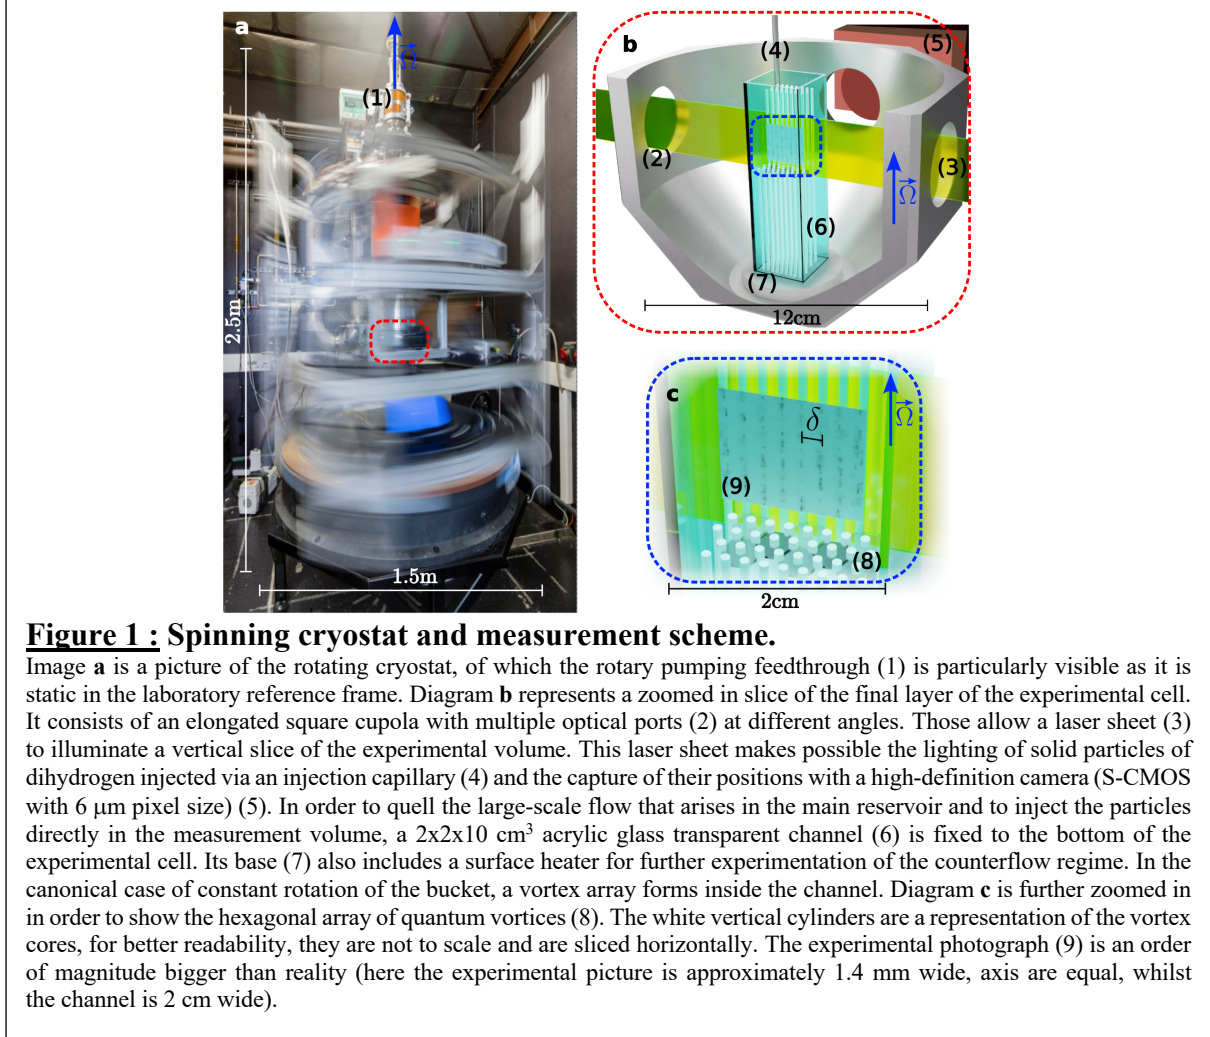 a
Ω
(1)
2.5m
1.5m
b
(4)
(5)
(2)
(3)
Ω
(6)
(7)
12cm
c
Ω
δ
(9)
(8)
2cm
Figure 1 : Spinning cryostat and measurement scheme.
Image a is a picture of the rotating cryostat, of which the rotary pumping feedthrough (1) is particularly visible as it is
static in the laboratory reference frame. Diagram b represents a zoomed in slice of the final layer of the experimental cell.
It consists of an elongated square cupola with multiple optical ports (2) at different angles. Those allow a laser sheet (3)
to illuminate a vertical slice of the experimental volume. This laser sheet makes possible the lighting of solid particles of
dihydrogen injected via an injection capillary (4) and the capture of their positions with a high-definition camera (S-CMOS
with 6 μm pixel size) (5). In order to quell the large-scale flow that arises in the main reservoir and to inject the particles
directly in the measurement volume, a 2x2x10 cm³ acrylic glass transparent channel (6) is fixed to the bottom of the
experimental cell. Its base (7) also includes a surface heater for further experimentation of the counterflow regime. In the
canonical case of constant rotation of the bucket, a vortex array forms inside the channel. Diagram c is further zoomed in
in order to show the hexagonal array of quantum vortices (8). The white vertical cylinders are a representation of the vortex
cores, for better readability, they are not to scale and are sliced horizontally. The experimental photograph (9) is an order
of magnitude bigger than reality (here the experimental picture is approximately 1.4 mm wide, axis are equal, whilst
the channel is 2 cm wide).